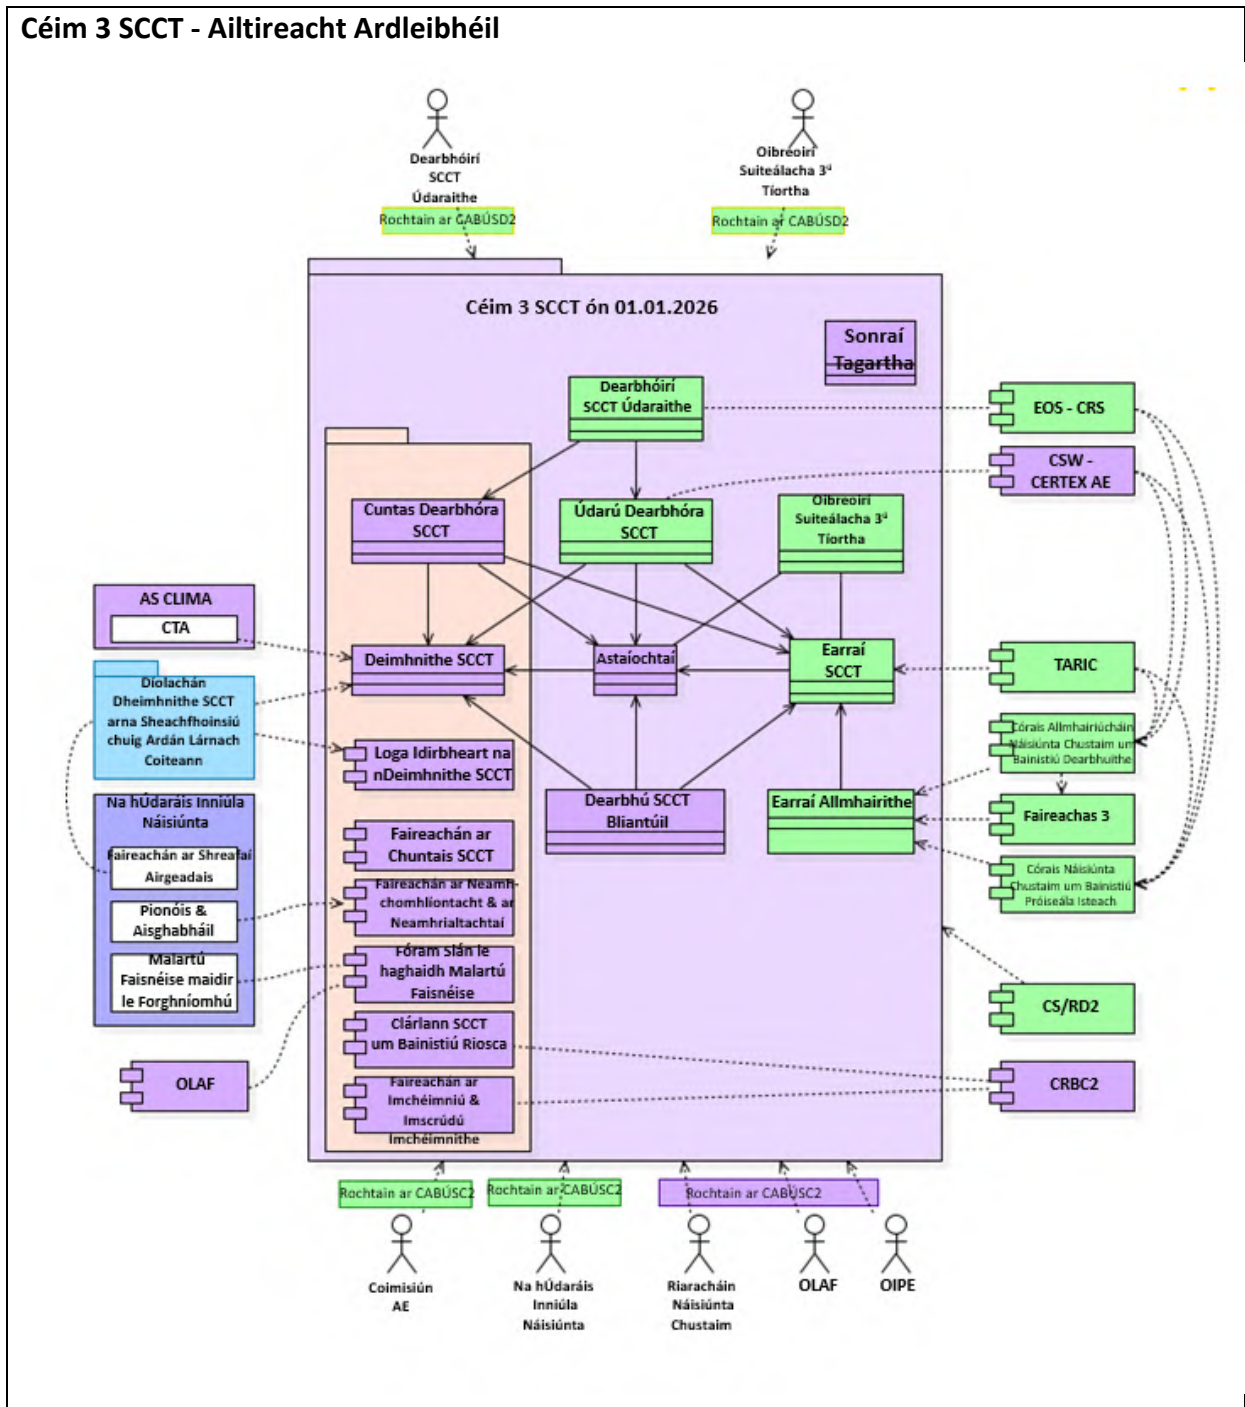 Céim 3 SCCT - Ailtireacht Ardleibhéil
Dearbhóirí
SCCT
Údaraithe
Rochtain ar CABÚSD2
Oibreoirí
Suiteálacha 3ú
Tíortha
Rochtain ar CABÚSD2
Céim 3 SCCT ón 01.01.2026
Sonraí
Tagartha
Dearbhóirí
SCCT Údaraithe
EOS - CRS
CSW -
CERTEX AE
Cuntas Dearbhóra
SCCT
Údarú Dearbhóra
SCCT
Oibreoirí
Suiteálacha 3ú
Tíortha
AS CLIMA
CTA
Deimhnithe SCCT
Astaíochtaí
Earraí
SCCT
TARIC
Díolachán
Dheimhnithe SCCT
arna Sheachfhoinsiú
chuig Ardán Lárnach
Coiteann
Loga Idirbheart na
nDeimhnithe SCCT
Córais Allmhairiúcháin
Náisiúnta Chustaim um
Bainistiú Dearbhuithe
Dearbhú SCCT
Bliantúil
Earraí Allmhairithe
Faireachas 3
Na hÚdaráis Inniúla
Náisiúnta
Faireachán ar Shreafaí
Airgeadais
Pionóis &
Aisghabháil
Malartú
Faisnéise maidir
le Forghníomhú
Faireachán ar
Chuntais SCCT
Faireachán ar Neamh-
chomhlíontacht & ar
Neamhrialtachtaí
Fóram Slán le
haghaidh Malartú
Faisnéise
Clárlann SCCT
um Bainistiú Riosca
Faireachán ar
Imchéimniú &
Imscrúdú
Imchéimnithe
Córais Náisiúnta
Chustaim um Bainistiú
Próiseála Isteach
CS/RD2
OLAF
CRBC2
Rochtain ar CABÚSC2
Rochtain ar CABÚSC2
Rochtain ar CABÚSC2
Coimisiún
AE
Na hÚdaráis
Inniúla
Náisiúnta
Riaracháin
Náisiúnta
Chustaim
OLAF
OIPE